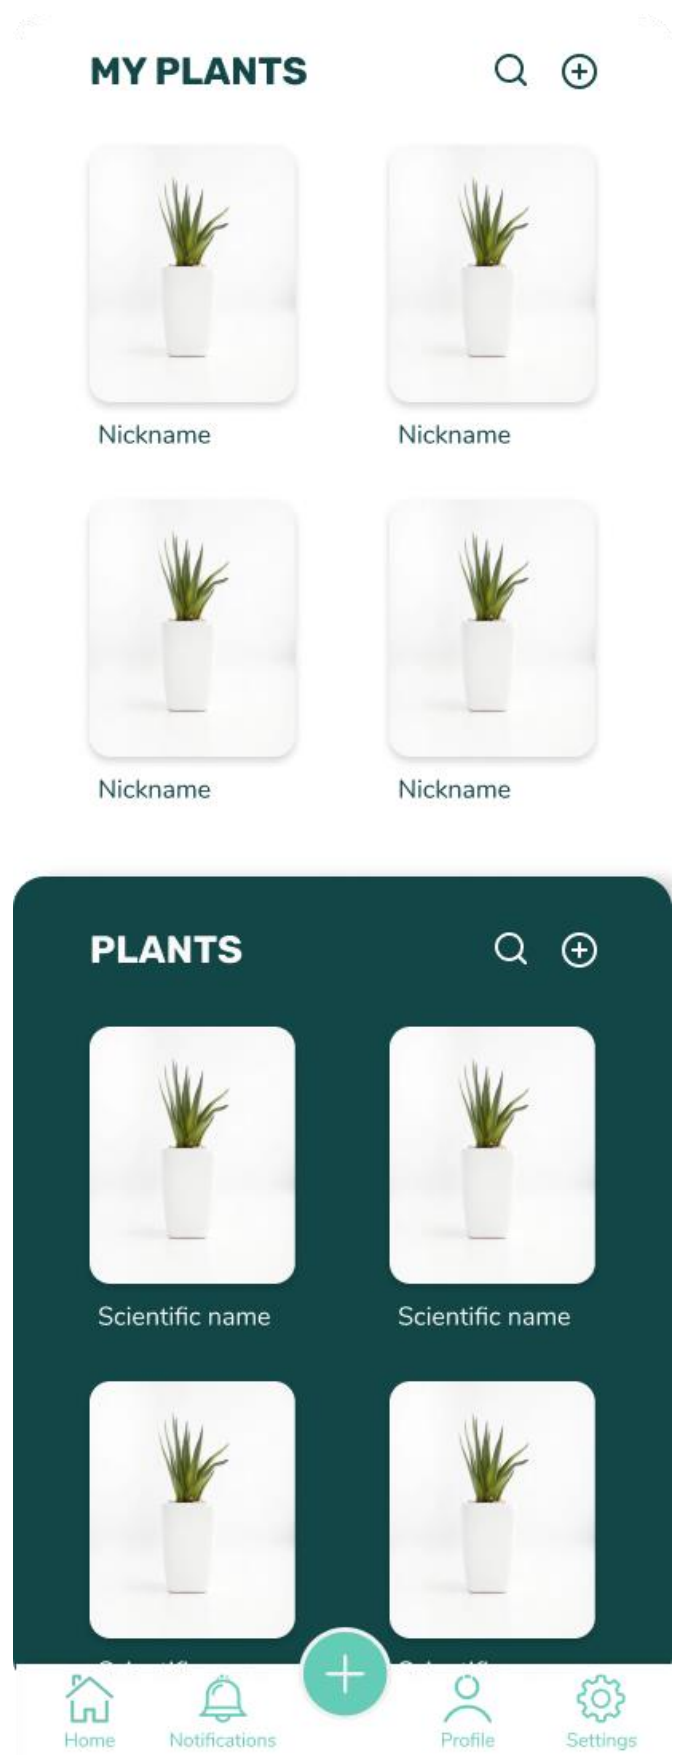 MY PLANTS
Nickname Nickname
Nickname Nickname
PLANTS
Scientific name Scientific name
Home Notifications Profile Settings